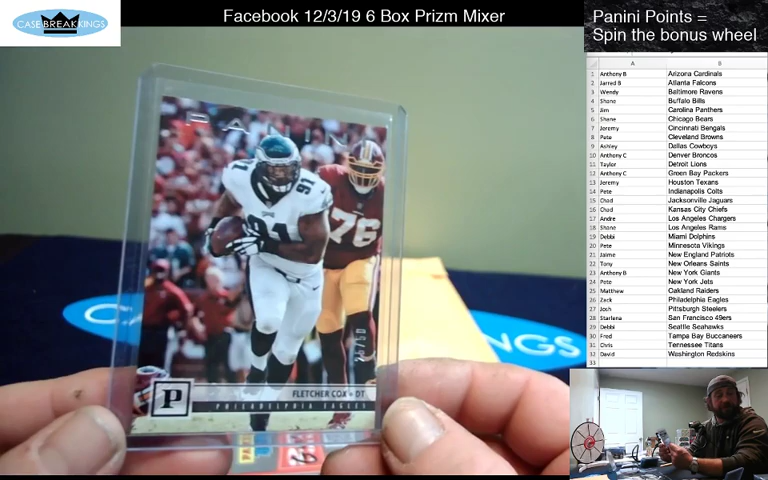 Facebook 12/3/19 6 Box Prizm Mixer
Panini Points =
Spin the bonus wheel
CASE BREAK KINGS
A B
1 Anthony B Arizona Cardinals
2 Jarred B Atlanta Falcons
3 Wendy Baltimore Ravens
4 Shane Buffalo Bills
5 Jim Carolina Panthers
6 Shane Chicago Bears
7 Jeremy Cincinnati Bengals
8 Pete Cleveland Browns
9 Ashley Dallas Cowboys
10 Anthony C Denver Broncos
11 Taylor Detroit Lions
12 Anthony C Green Bay Packers
13 Jeremy Houston Texans
14 Pete Indianapolis Colts
15 Chad Jacksonville Jaguars
16 Chad Kansas City Chiefs
17 Andre Los Angeles Chargers
18 Shane Los Angeles Rams
19 Debbi Miami Dolphins
20 Pete Minnesota Vikings
21 Jaime New England Patriots
22 Tony New Orleans Saints
23 Anthony B New York Giants
24 Pete New York Jets
25 Matthew Oakland Raiders
26 Zack Philadelphia Eagles
27 Josh Pittsburgh Steelers
28 Starlena San Francisco 49ers
29 Debbi Seattle Seahawks
30 Fred Tampa Bay Buccaneers
31 Chris Tennessee Titans
32 David Washington Redskins
33
PANINI
91
91
76
P
FLETCHER COX • DT
PHILADELPHIA EAGLES
C
NGS